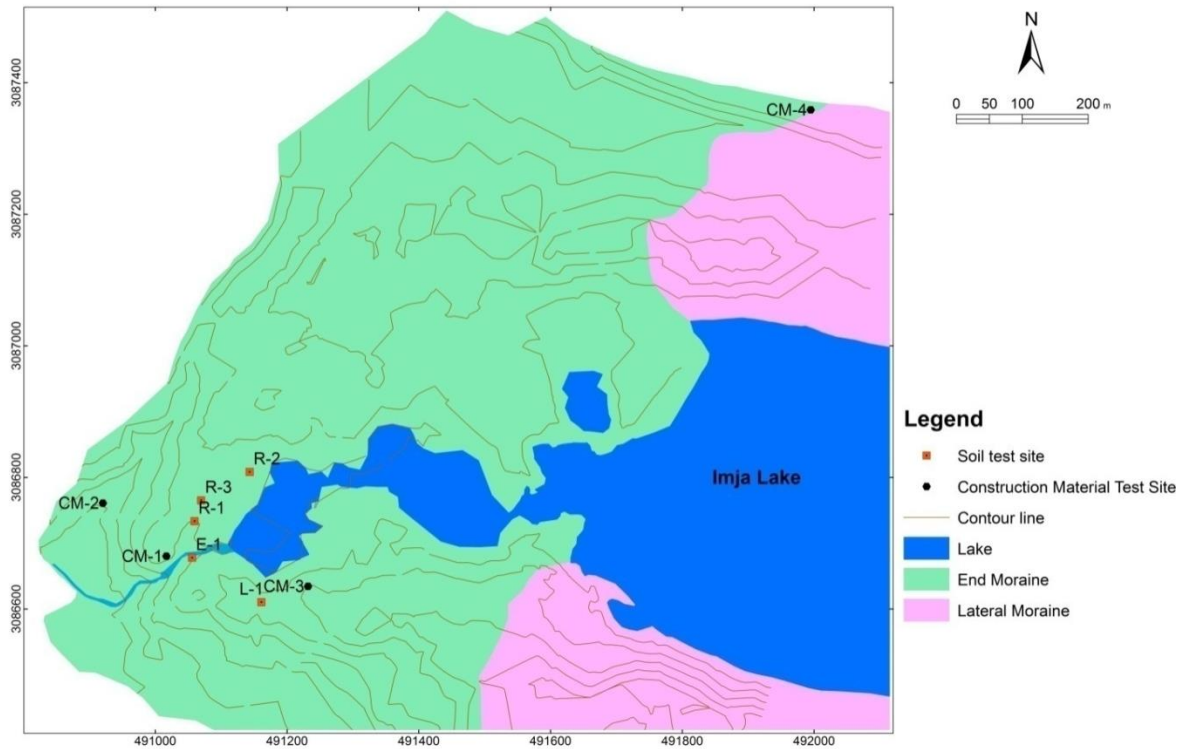 N
0 50 100 200 m
3087400
3087200
3087000
3086800
3086600
CM-4
R-2
R-3
CM-2
R-1
E-1
CM-1
L-1
CM-3
Imja Lake
491000 491200 491400 491600 491800 492000
Legend
Soil test site
Construction Material Test Site
Contour line
Lake
End Moraine
Lateral Moraine